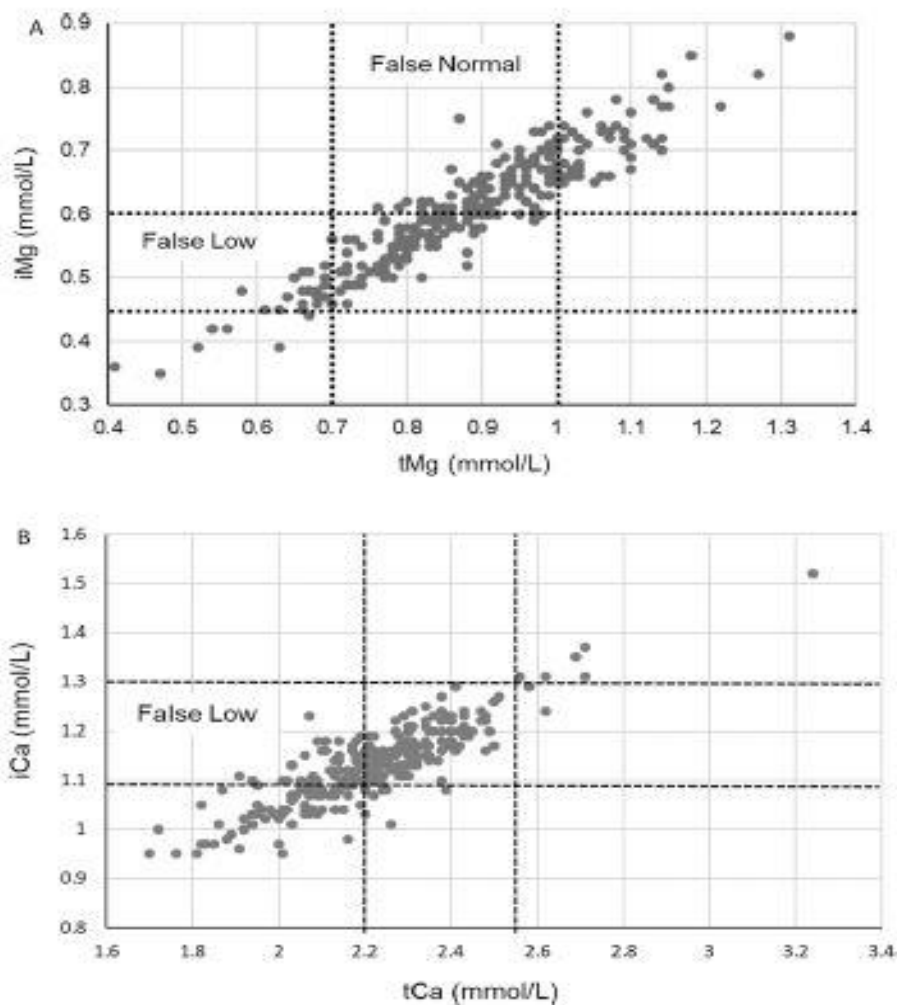 A
0.9
False Normal
0.8
0.7
iMg (mmol/L)
0.6
False Low
0.5
0.4
0.3
0.4 0.5 0.6 0.7 0.8 0.9 1 1.1 1.2 1.3 1.4
tMg (mmol/L)
B
1.6
1.5
1.4
iCa (mmol/L)
1.3
False Low
1.2
1.1
1
0.9
0.8
1.6 1.8 2 2.2 2.4 2.6 2.8 3 3.2 3.4
tCa (mmol/L)